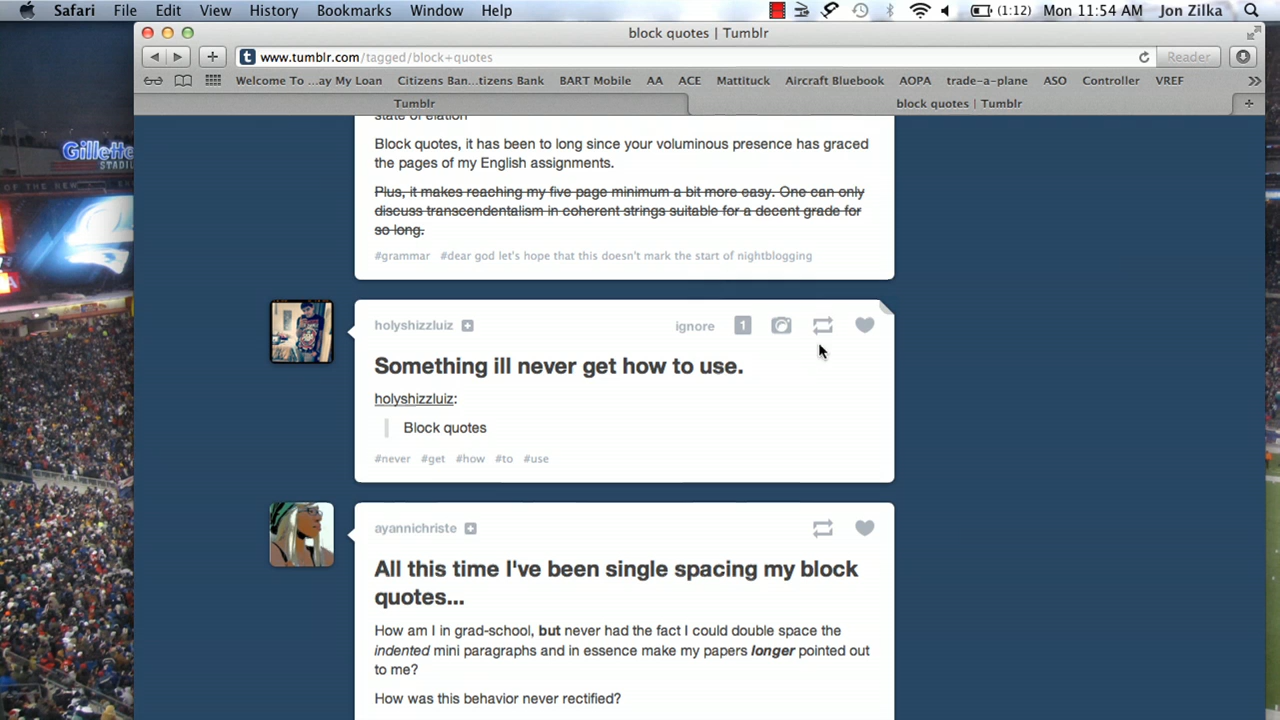 Safari File Edit View History Bookmarks Window Help (1:12) Mon 11:54 AM Jon Zilka
block quotes | Tumblr
www.tumblr.com/tagged/block+quotes Reader
Welcome To ...ay My Loan Citizens Ban...tizens Bank BART Mobile AA ACE Mattituck Aircraft Bluebook AOPA trade-a-plane ASO Controller VREF
Tumblr block quotes | Tumblr
Gillette
STADIUM
state of elation
Block quotes, it has been to long since your voluminous presence has graced
the pages of my English assignments.
Plus, it makes reaching my five page minimum a bit more easy. One can only
discuss transcendentalism in coherent strings suitable for a decent grade for
so long.
#grammar #dear god let's hope that this doesn't mark the start of nightblogging
holyshizzluiz ignore 1
Something ill never get how to use.
holyshizzluiz:
Block quotes
#never #get #how #to #use
ayannichriste
All this time I've been single spacing my block
quotes...
How am I in grad-school, but never had the fact I could double space the
indented mini paragraphs and in essence make my papers longer pointed out
to me?
How was this behavior never rectified?